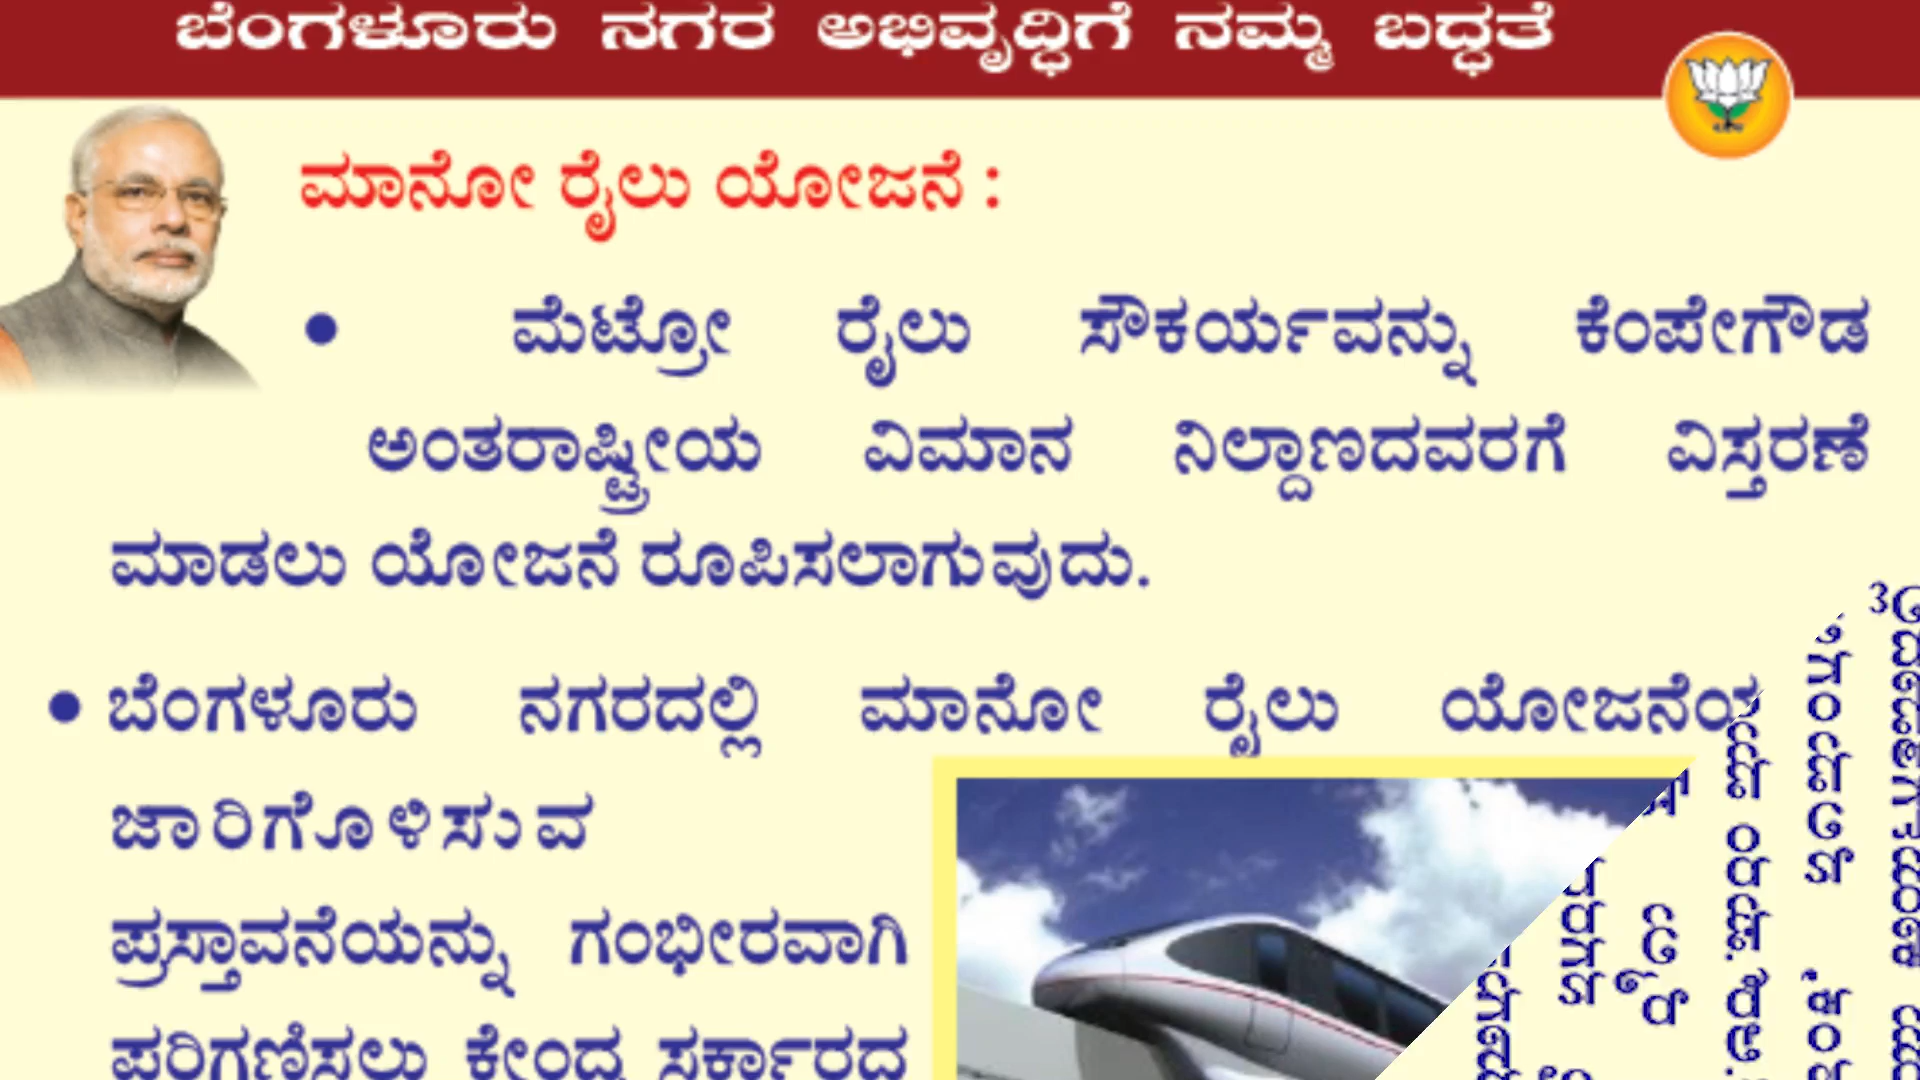 ಬೆಂಗಳೂರು ನಗರ ಅಭಿವೃದ್ಧಿಗೆ ನಮ್ಮ ಬದ್ಧತೆ
ಮಾನೋ ರೈಲು ಯೋಜನೆ :
• ಮೆಟ್ರೋ ರೈಲು ಸೌಕರ್ಯವನ್ನು ಕೆಂಪೇಗೌಡ
ಅಂತರಾಷ್ಟ್ರೀಯ ವಿಮಾನ ನಿಲ್ದಾಣದವರಗೆ ವಿಸ್ತರಣೆ
ಮಾಡಲು ಯೋಜನೆ ರೂಪಿಸಲಾಗುವುದು.
• ಬೆಂಗಳೂರು ನಗರದಲ್ಲಿ ಮಾನೋ ರೈಲು ಯೋಜನೆಯ
ಜಾರಿಗೊಳಿಸುವ
ಪ್ರಸ್ತಾವನೆಯನ್ನು ಗಂಭೀರವಾಗಿ
ಪರಿಗಣಿಸಲು ಕೇಂದ್ರ ಸರ್ಕಾರದ
3